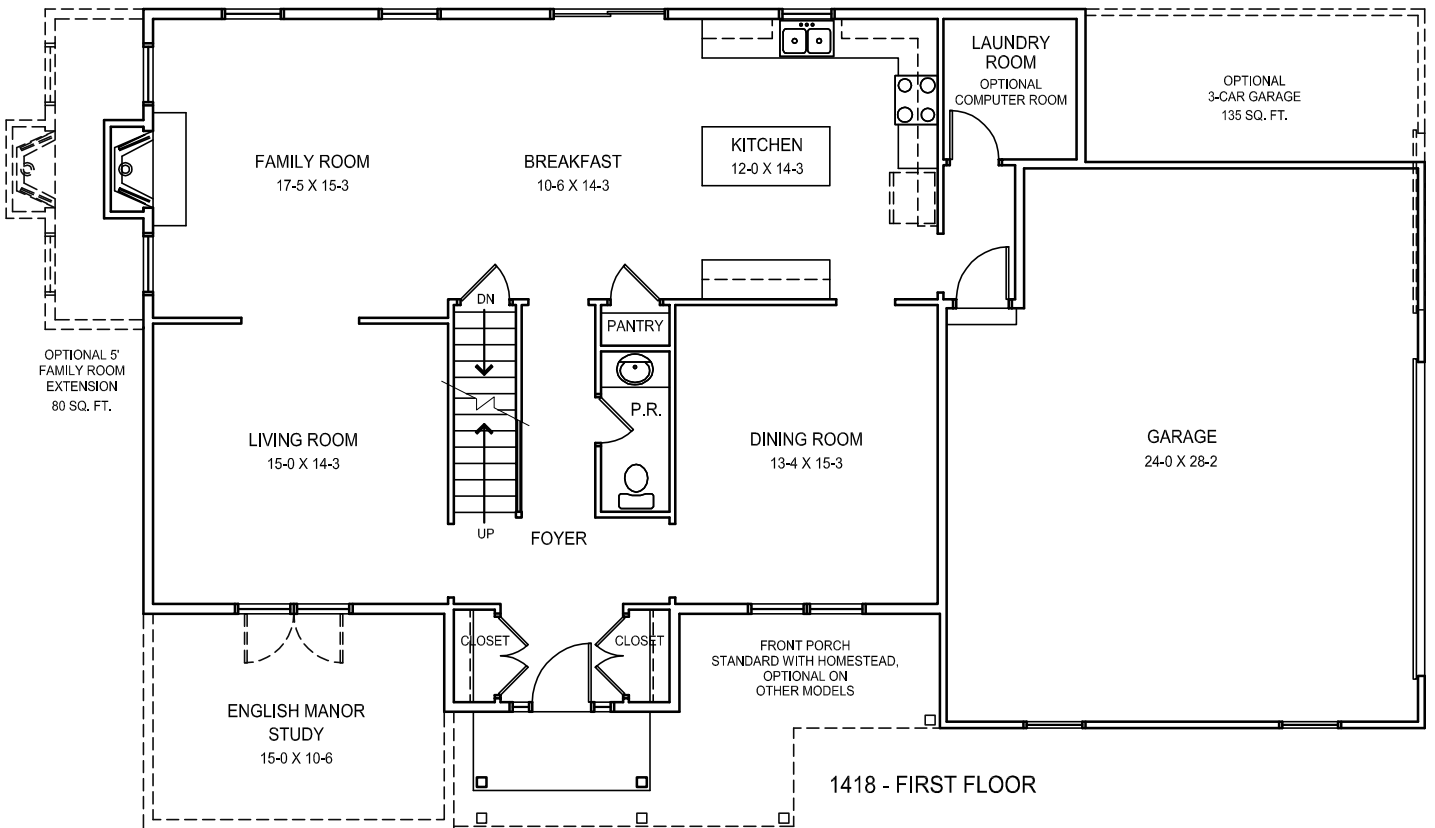 LAUNDRY
ROOM
OPTIONAL
COMPUTER ROOM
OPTIONAL
3-CAR GARAGE
135 SQ. FT.
FAMILY ROOM
17-5 X 15-3
BREAKFAST
10-6 X 14-3
KITCHEN
12-0 X 14-3
DN
PANTRY
OPTIONAL 5'
FAMILY ROOM
EXTENSION
80 SQ. FT.
P.R.
LIVING ROOM
15-0 X 14-3
DINING ROOM
13-4 X 15-3
GARAGE
24-0 X 28-2
UP
FOYER
CLOSET
CLOSET
FRONT PORCH
STANDARD WITH HOMESTEAD,
OPTIONAL ON
OTHER MODELS
ENGLISH MANOR
STUDY
15-0 X 10-6
1418 - FIRST FLOOR